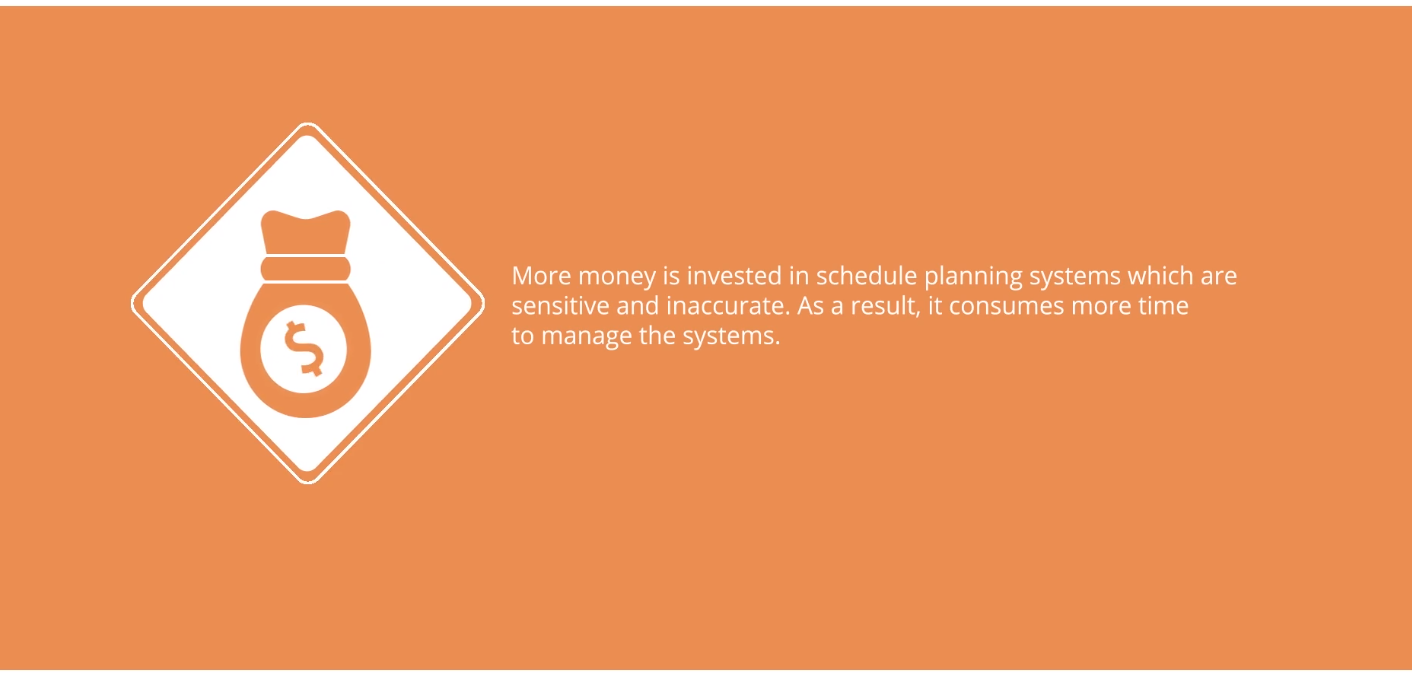 $
More money is invested in schedule planning systems which are
sensitive and inaccurate. As a result, it consumes more time
to manage the systems.